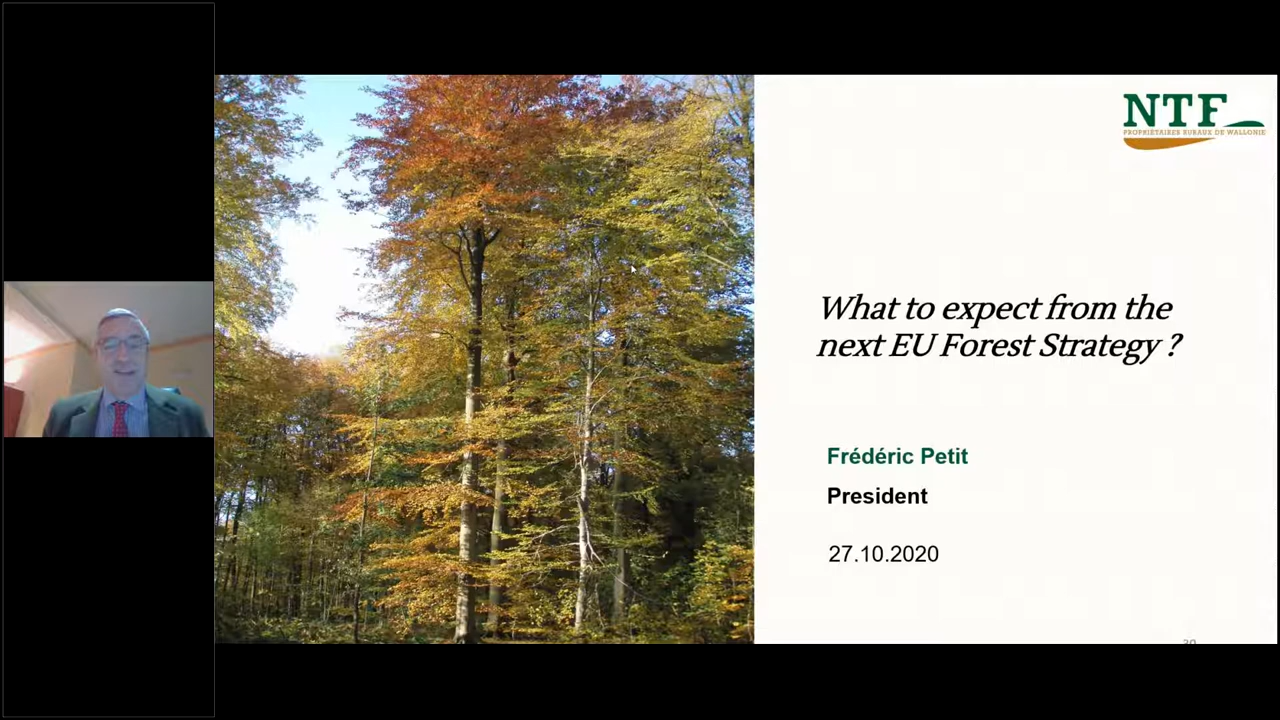 NTF
PROPRIÉTAIRES RURAUX DE WALLONIE
What to expect from the
next EU Forest Strategy ?
Frédéric Petit
President
27.10.2020